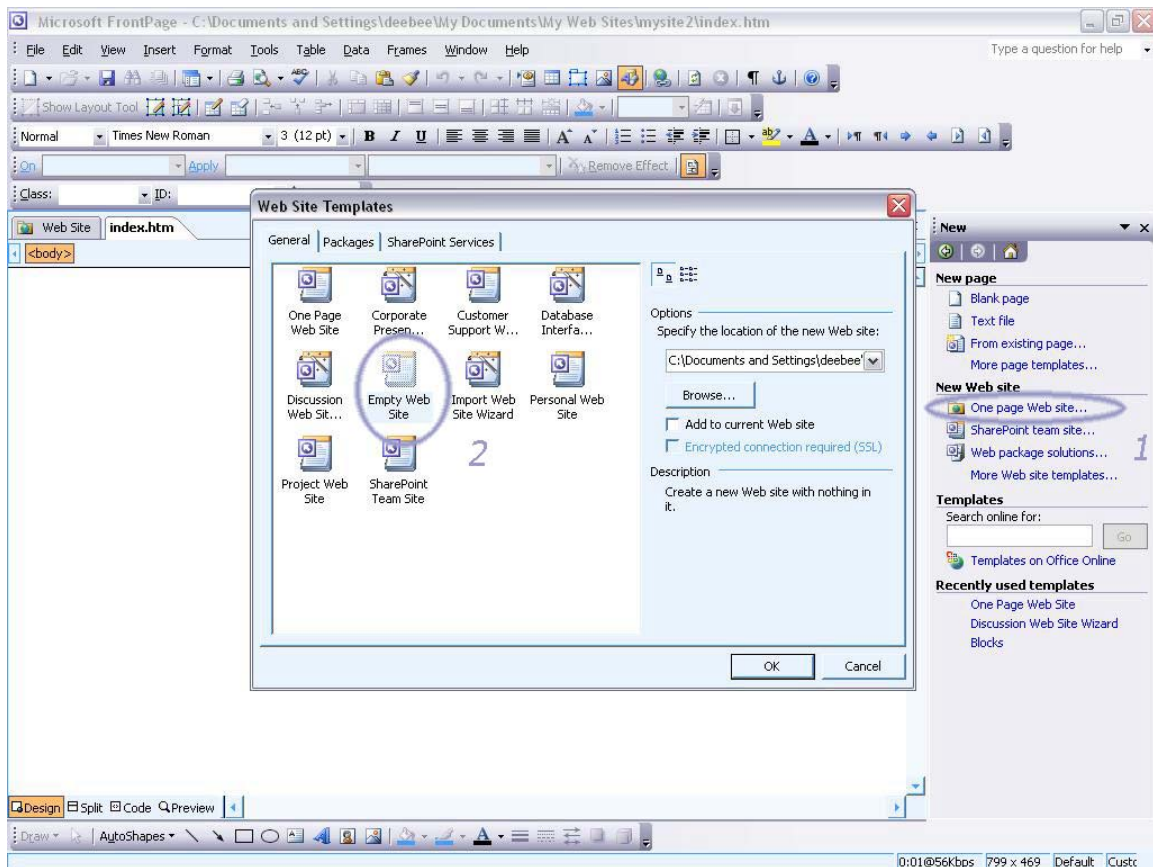 Microsoft FrontPage - C:\Documents and Settings\deebee\My Documents\My Web Sites\mysite2\index.htm
File Edit View Insert Format Tools Table Data Frames Window Help
Type a question for help
Show Layout Tool
Normal Times New Roman 3 (12 pt) B I U
On Apply Remove Effect
Class: ID:
Web Site index.htm
<body>
Web Site Templates
General Packages SharePoint Services
One Page Web Site
Corporate Presen...
Customer Support W...
Database Interfa...
Discussion Web Sit...
Empty Web Site
Import Web Site Wizard
Personal Web Site
2
Project Web Site
SharePoint Team Site
Options
Specify the location of the new Web site:
C:\Documents and Settings\deebee'
Browse...
Add to current Web site
Encrypted connection required (SSL)
Description
Create a new Web site with nothing in
it.
OK Cancel
New
New page
Blank page
Text file
From existing page...
More page templates...
New Web site
One page Web site...
SharePoint team site...
1
Web package solutions...
More Web site templates...
Templates
Search online for:
Go
Templates on Office Online
Recently used templates
One Page Web Site
Discussion Web Site Wizard
Blocks
Design Split Code Preview
Draw AutoShapes
0:01@56Kbps 799 x 469 Default Custc